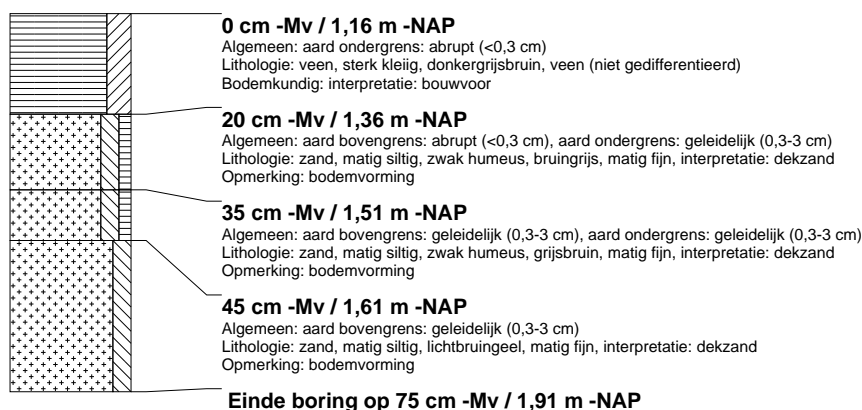 0 cm -Mv / 1,16 m -NAP
Algemeen: aard ondergrens: abrupt (<0,3 cm)
Lithologie: veen, sterk kleiig, donkergrijsbruin, veen (niet gedifferentieerd)
Bodemkundig: interpretatie: bouwvoor
20 cm -Mv / 1,36 m -NAP
Algemeen: aard bovengrens: abrupt (<0,3 cm), aard ondergrens: geleidelijk (0,3-3 cm)
Lithologie: zand, matig siltig, zwak humeus, bruingrijs, matig fijn, interpretatie: dekzand
Opmerking: bodemvorming
35 cm -Mv / 1,51 m -NAP
Algemeen: aard bovengrens: geleidelijk (0,3-3 cm), aard ondergrens: geleidelijk (0,3-3 cm)
Lithologie: zand, matig siltig, zwak humeus, grijsbruin, matig fijn, interpretatie: dekzand
Opmerking: bodemvorming
45 cm -Mv / 1,61 m -NAP
Algemeen: aard bovengrens: geleidelijk (0,3-3 cm)
Lithologie: zand, matig siltig, lichtbruingeel, matig fijn, interpretatie: dekzand
Opmerking: bodemvorming
Einde boring op 75 cm -Mv / 1,91 m -NAP